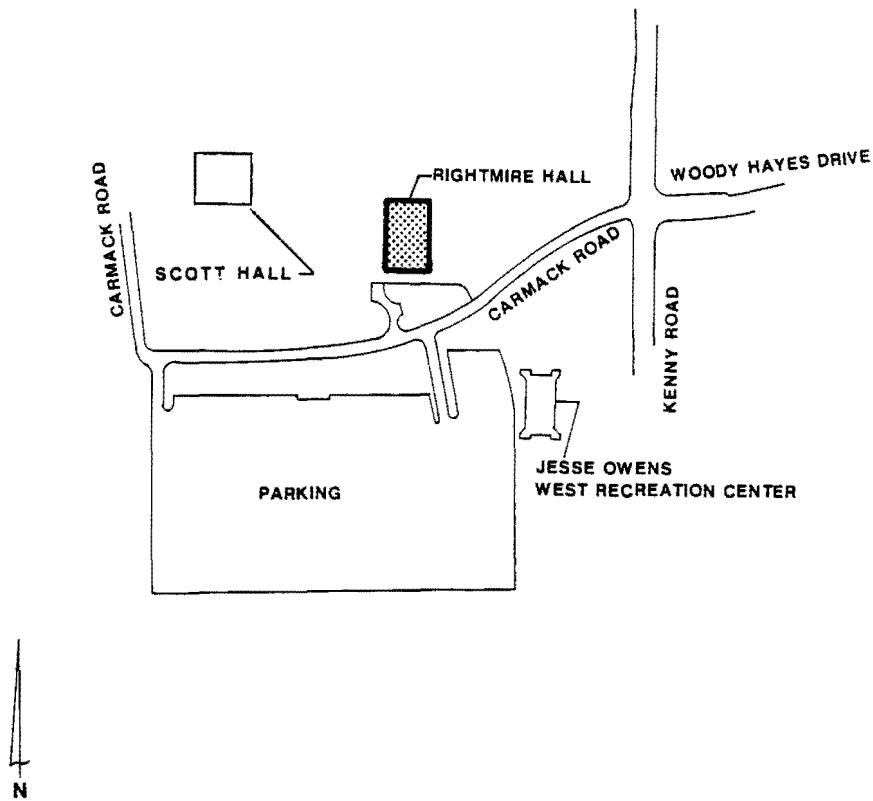 WOODY HAYES DRIVE
RIGHTMIRE HALL
CARMACK ROAD
SCOTT HALL
CARMACK ROAD
KENNY ROAD
JESSE OWENS
WEST RECREATION CENTER
PARKING
N